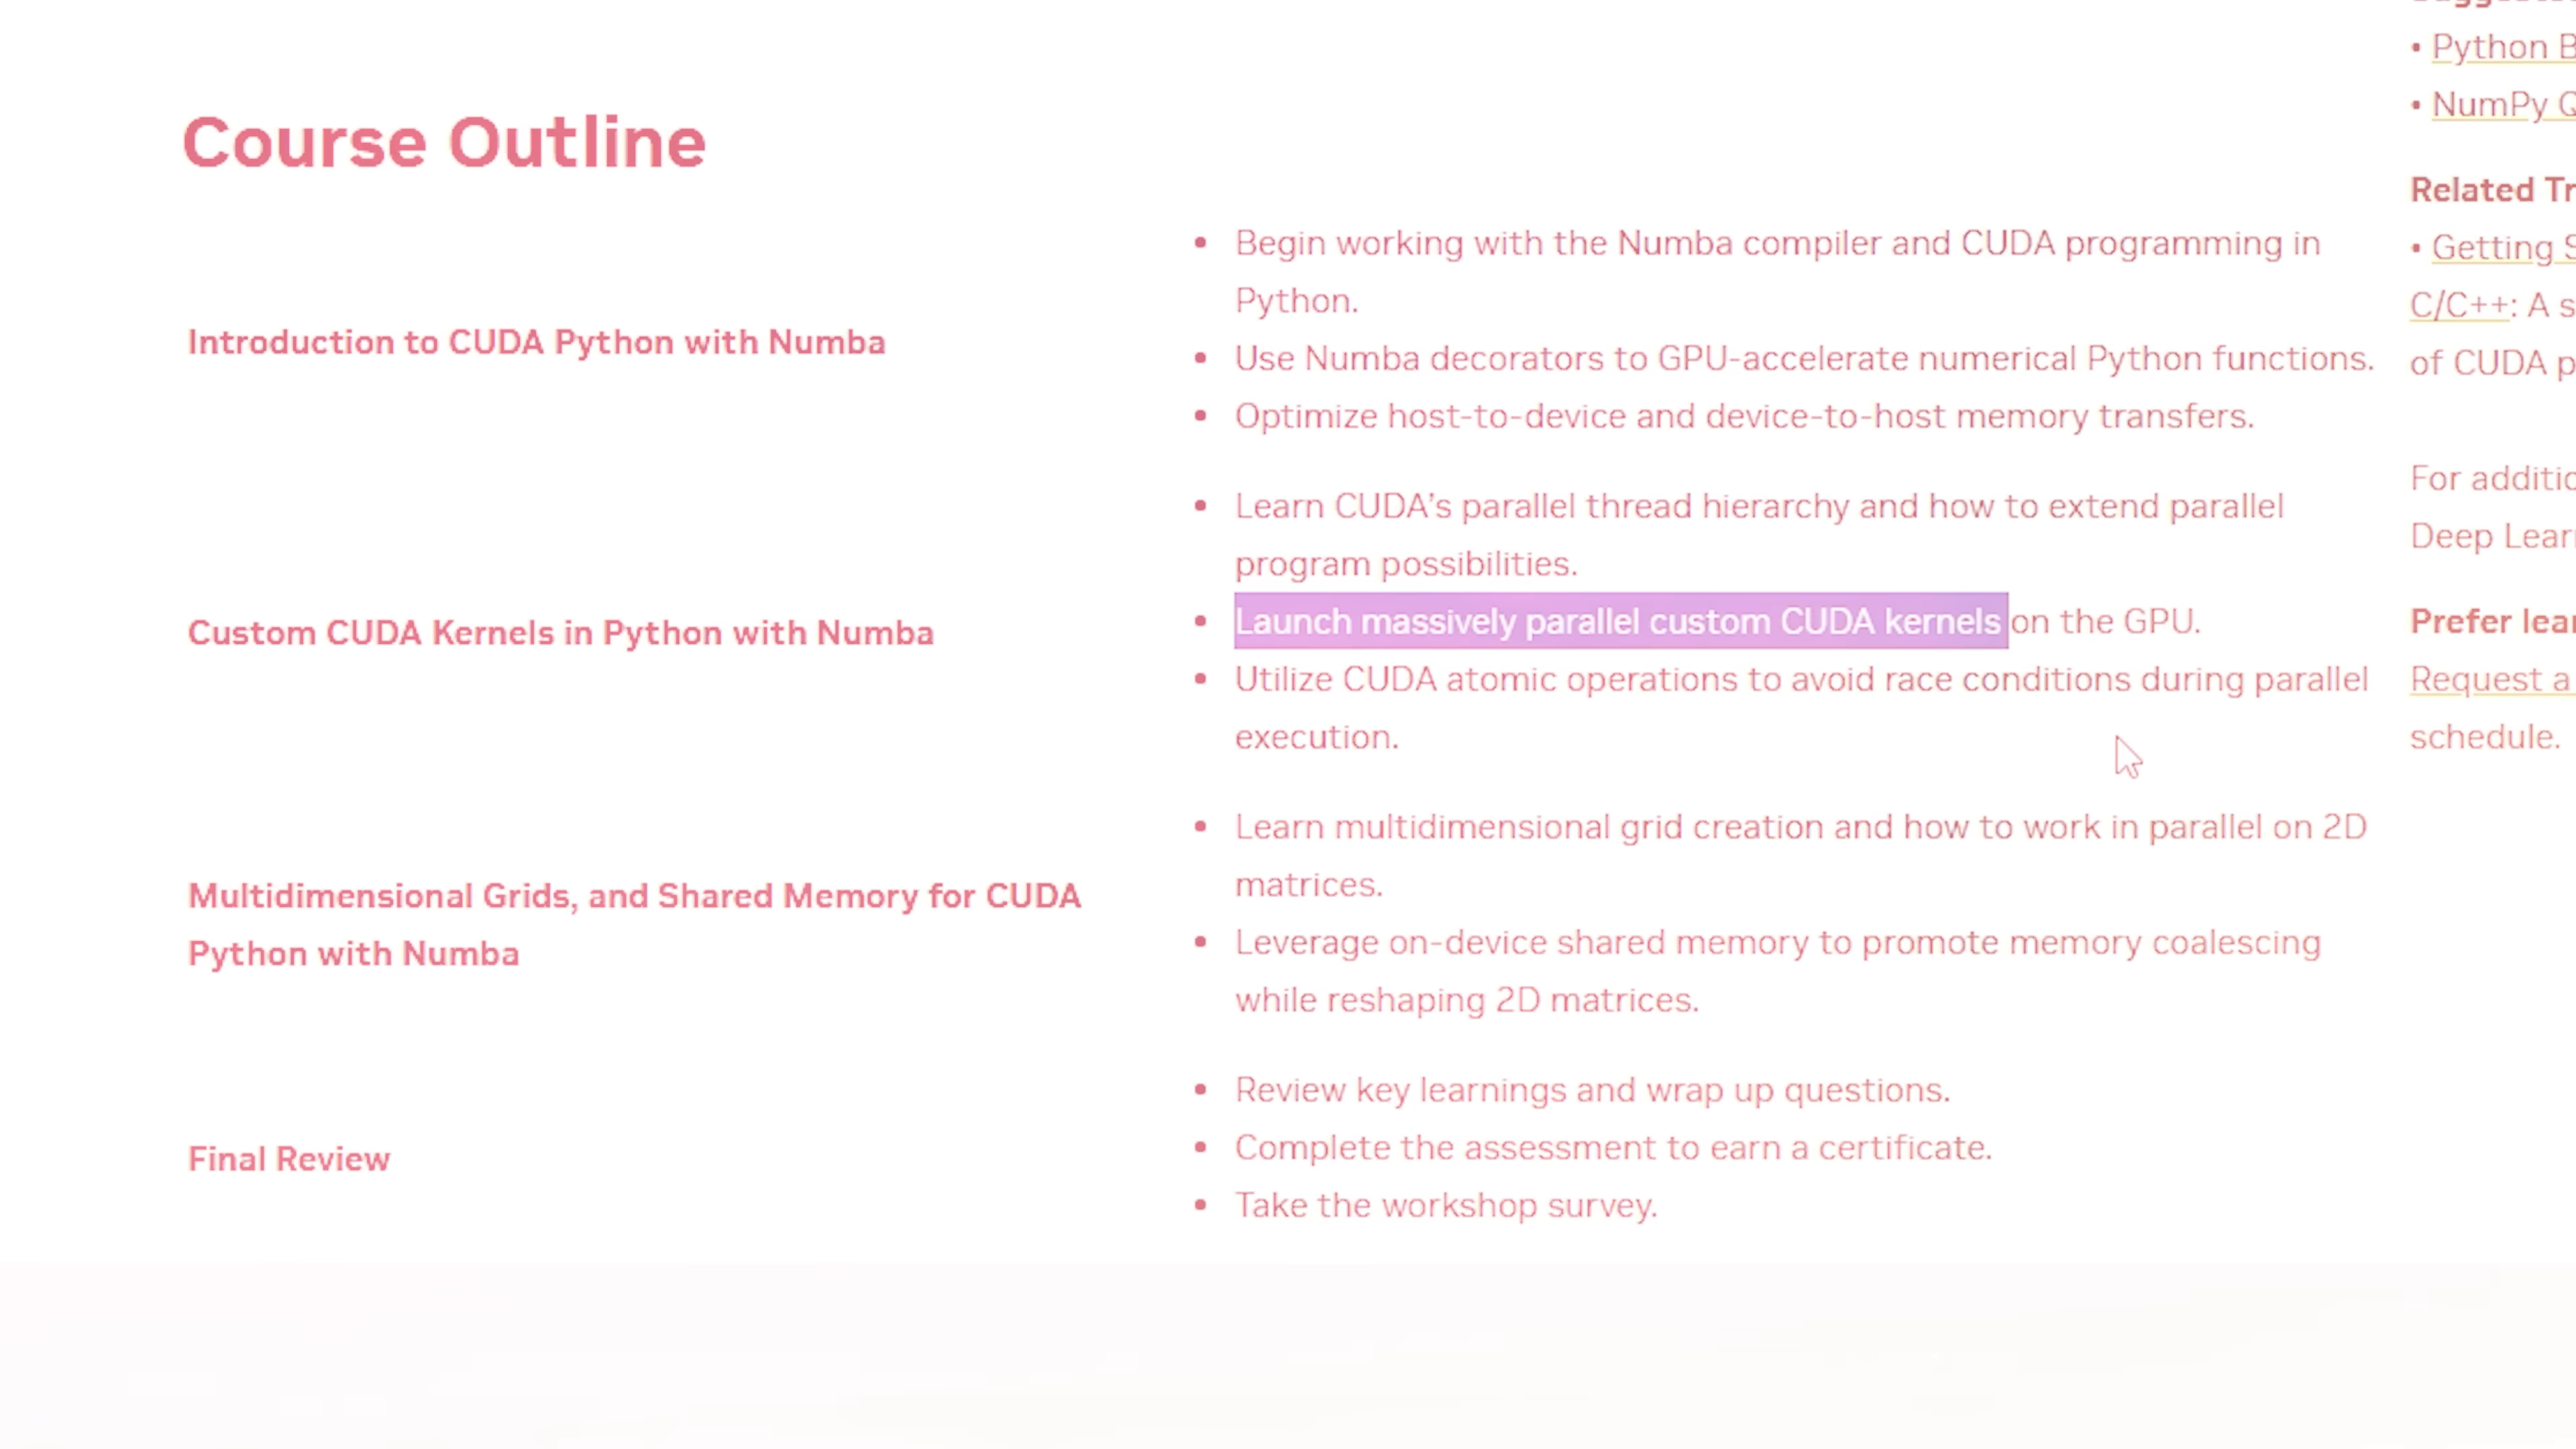 Course Outline
Introduction to CUDA Python with Numba
• Begin working with the Numba compiler and CUDA programming in
Python.
• Use Numba decorators to GPU-accelerate numerical Python functions.
• Optimize host-to-device and device-to-host memory transfers.
Custom CUDA Kernels in Python with Numba
• Learn CUDA's parallel thread hierarchy and how to extend parallel
program possibilities.
• Launch massively parallel custom CUDA kernels on the GPU.
• Utilize CUDA atomic operations to avoid race conditions during parallel
execution.
Multidimensional Grids, and Shared Memory for CUDA
Python with Numba
• Learn multidimensional grid creation and how to work in parallel on 2D
matrices.
• Leverage on-device shared memory to promote memory coalescing
while reshaping 2D matrices.
Final Review
• Review key learnings and wrap up questions.
• Complete the assessment to earn a certificate.
• Take the workshop survey.
• Python
• NumPy
Related
• Getting
C/C++: A
of CUDA
For
Deep
Prefer
Request a
schedule.